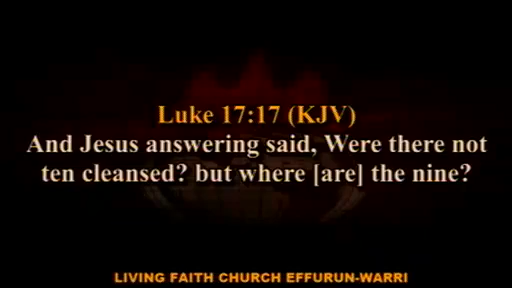 Luke 17:17 (KJV)
And Jesus answering said, Were there not
ten cleansed? but where [are] the nine?
LIVING FAITH CHURCH EFFURUN-WARRI